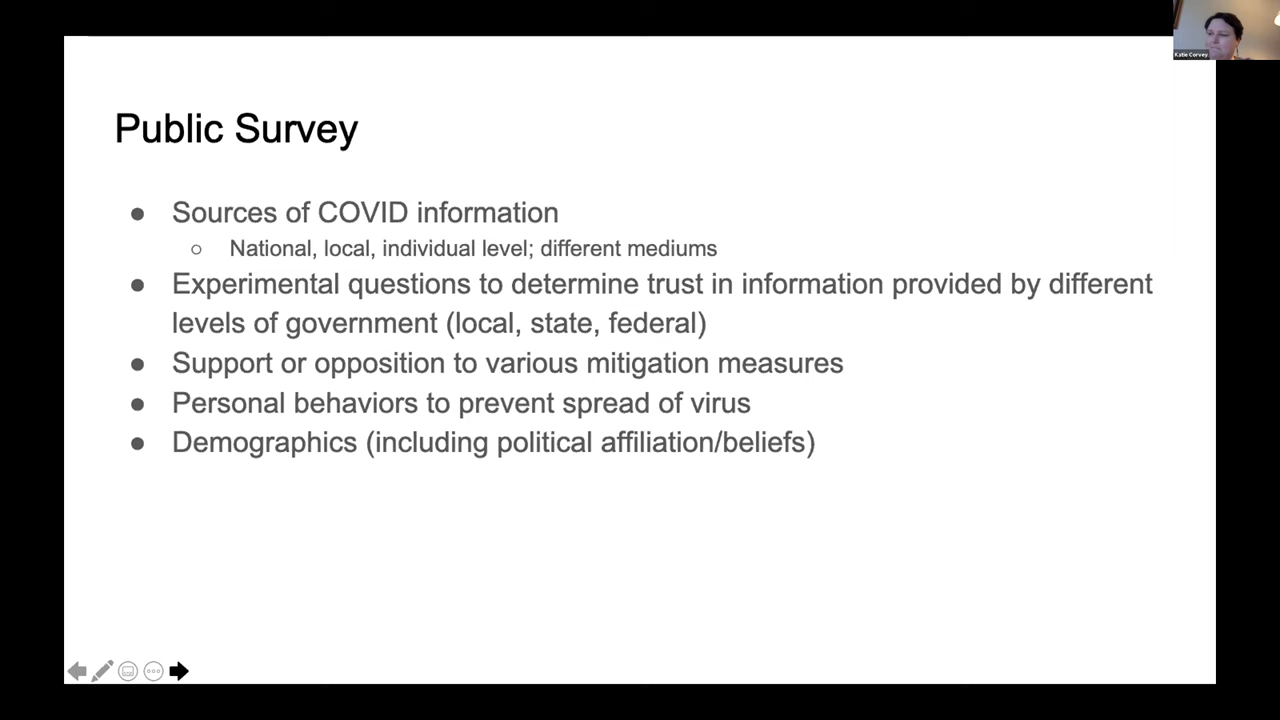 Katie Corvey
Public Survey
● Sources of COVID information
○ National, local, individual level; different mediums
● Experimental questions to determine trust in information provided by different
levels of government (local, state, federal)
● Support or opposition to various mitigation measures
● Personal behaviors to prevent spread of virus
● Demographics (including political affiliation/beliefs)